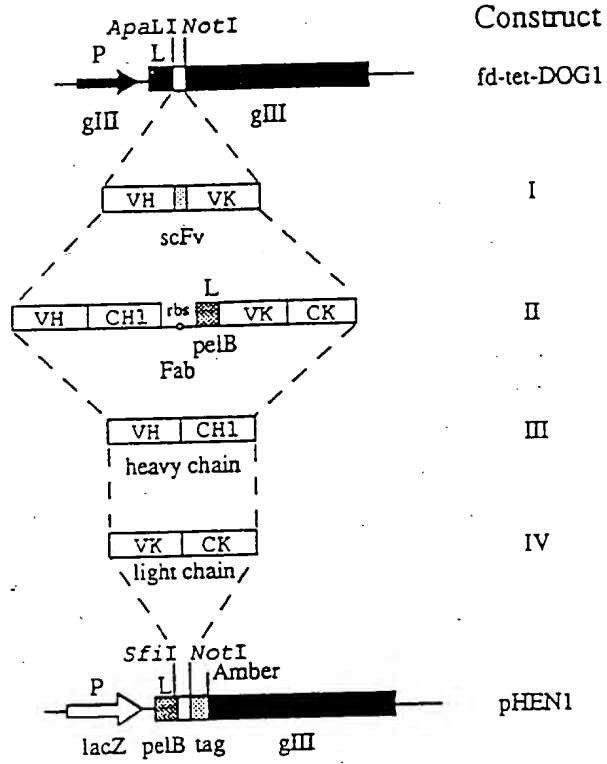 Construct
ApaLI NotI
P L
fd-tet-DOG1
gIII gIII
VH VK
I
scFv
L
rbs
VH CH1 VK CK
II
pelB
Fab
VH CH1
III
heavy chain
VK CK
IV
light chain
SfiI NotI
Amber
P L
pHEN1
lacZ pelB tag gIII